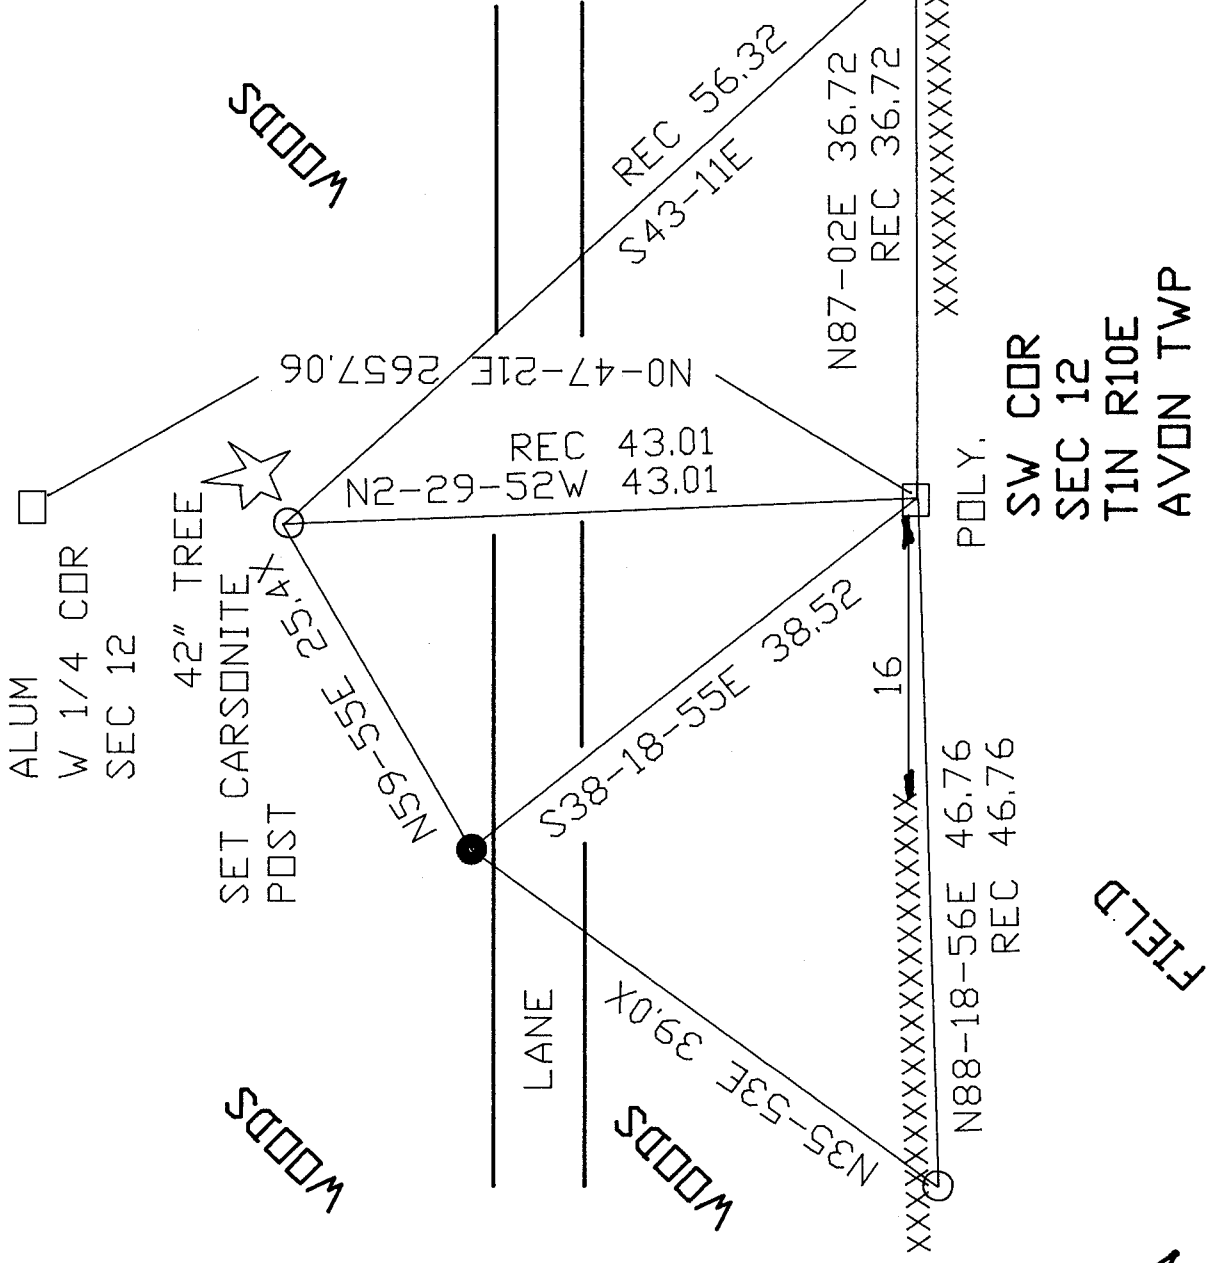 ALUM
W 1/4 COR
SEC 12
42" TREE
SET CARSONITE
POST
WOODS
N59-55E 25.4X
N0-47-21E 2657.06
REC 43.01
N2-29-52W 43.01
REC 56.32
S43-11E
S38-18-55E 38.52
N87-02E 36.72
REC 36.72
16
POLY.
SW COR
SEC 12
T1N R10E
AVON TWP
LANE
N35-53E 39.0X
N88-18-56E 46.76
REC 46.76
WOODS
WOODS
FIELD
XXXXXXXXXXXXXXXXXXX
XXXXXXXXXXXXXXXXXXXXXXXXXXX